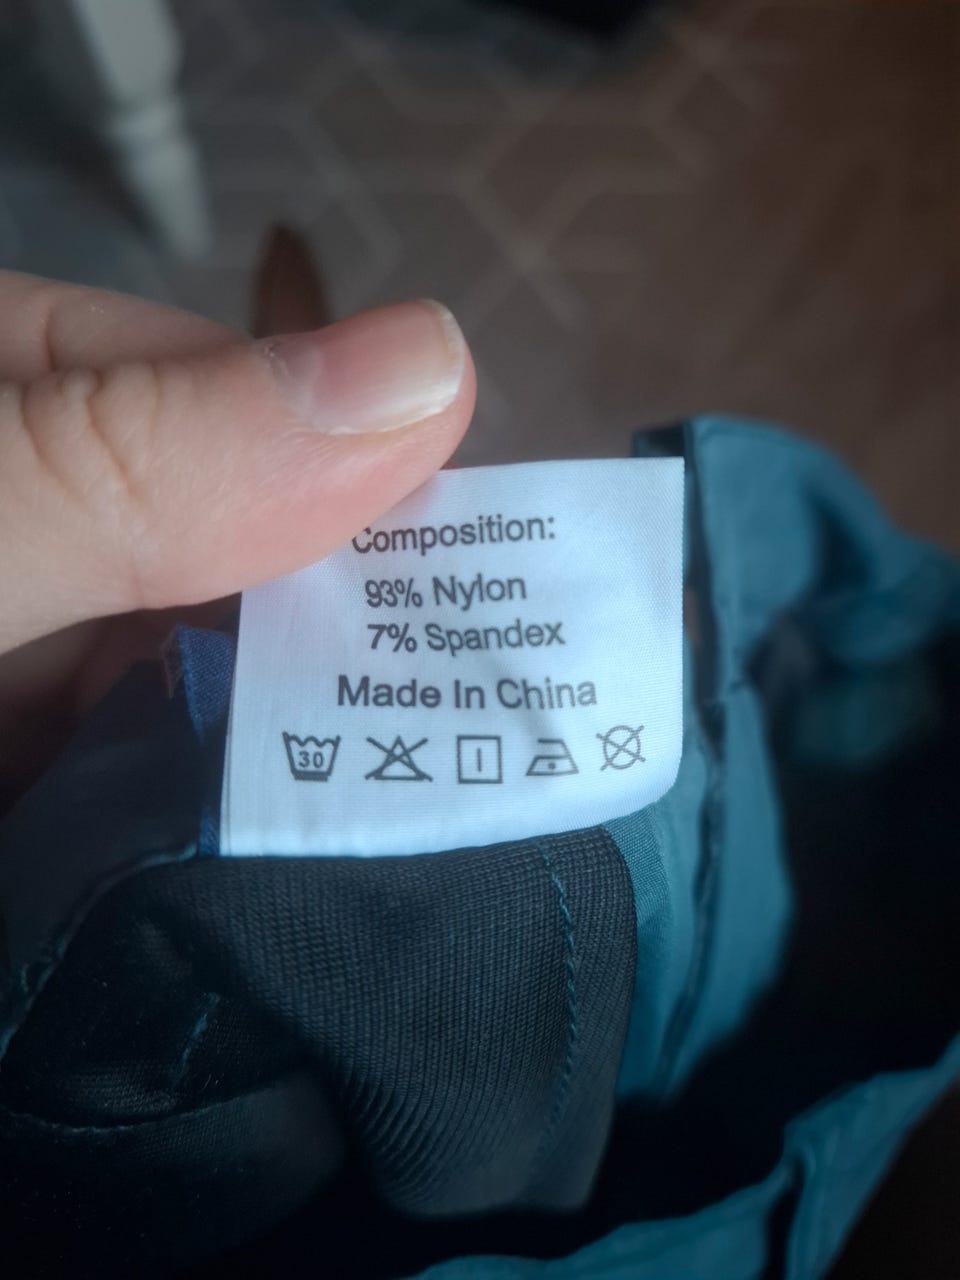 Composition:
93% Nylon
7% Spandex
Made In China
30